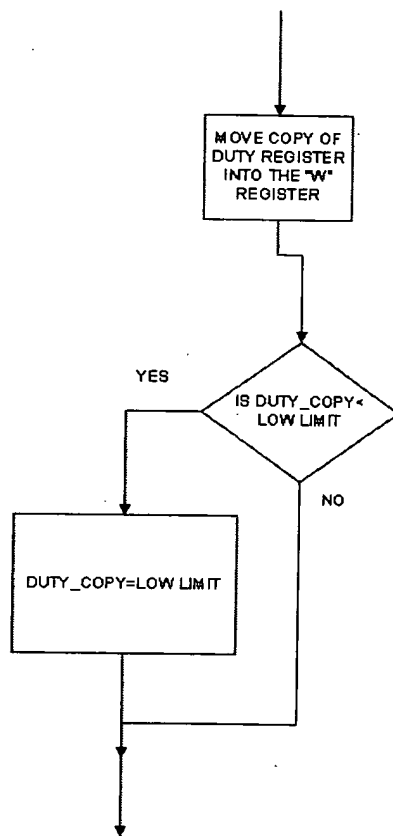 MOVE COPY OF
DUTY REGISTER
INTO THE "W"
REGISTER
YES
IS DUTY_COPY<
LOW LIMIT
NO
DUTY_COPY=LOW LIMIT